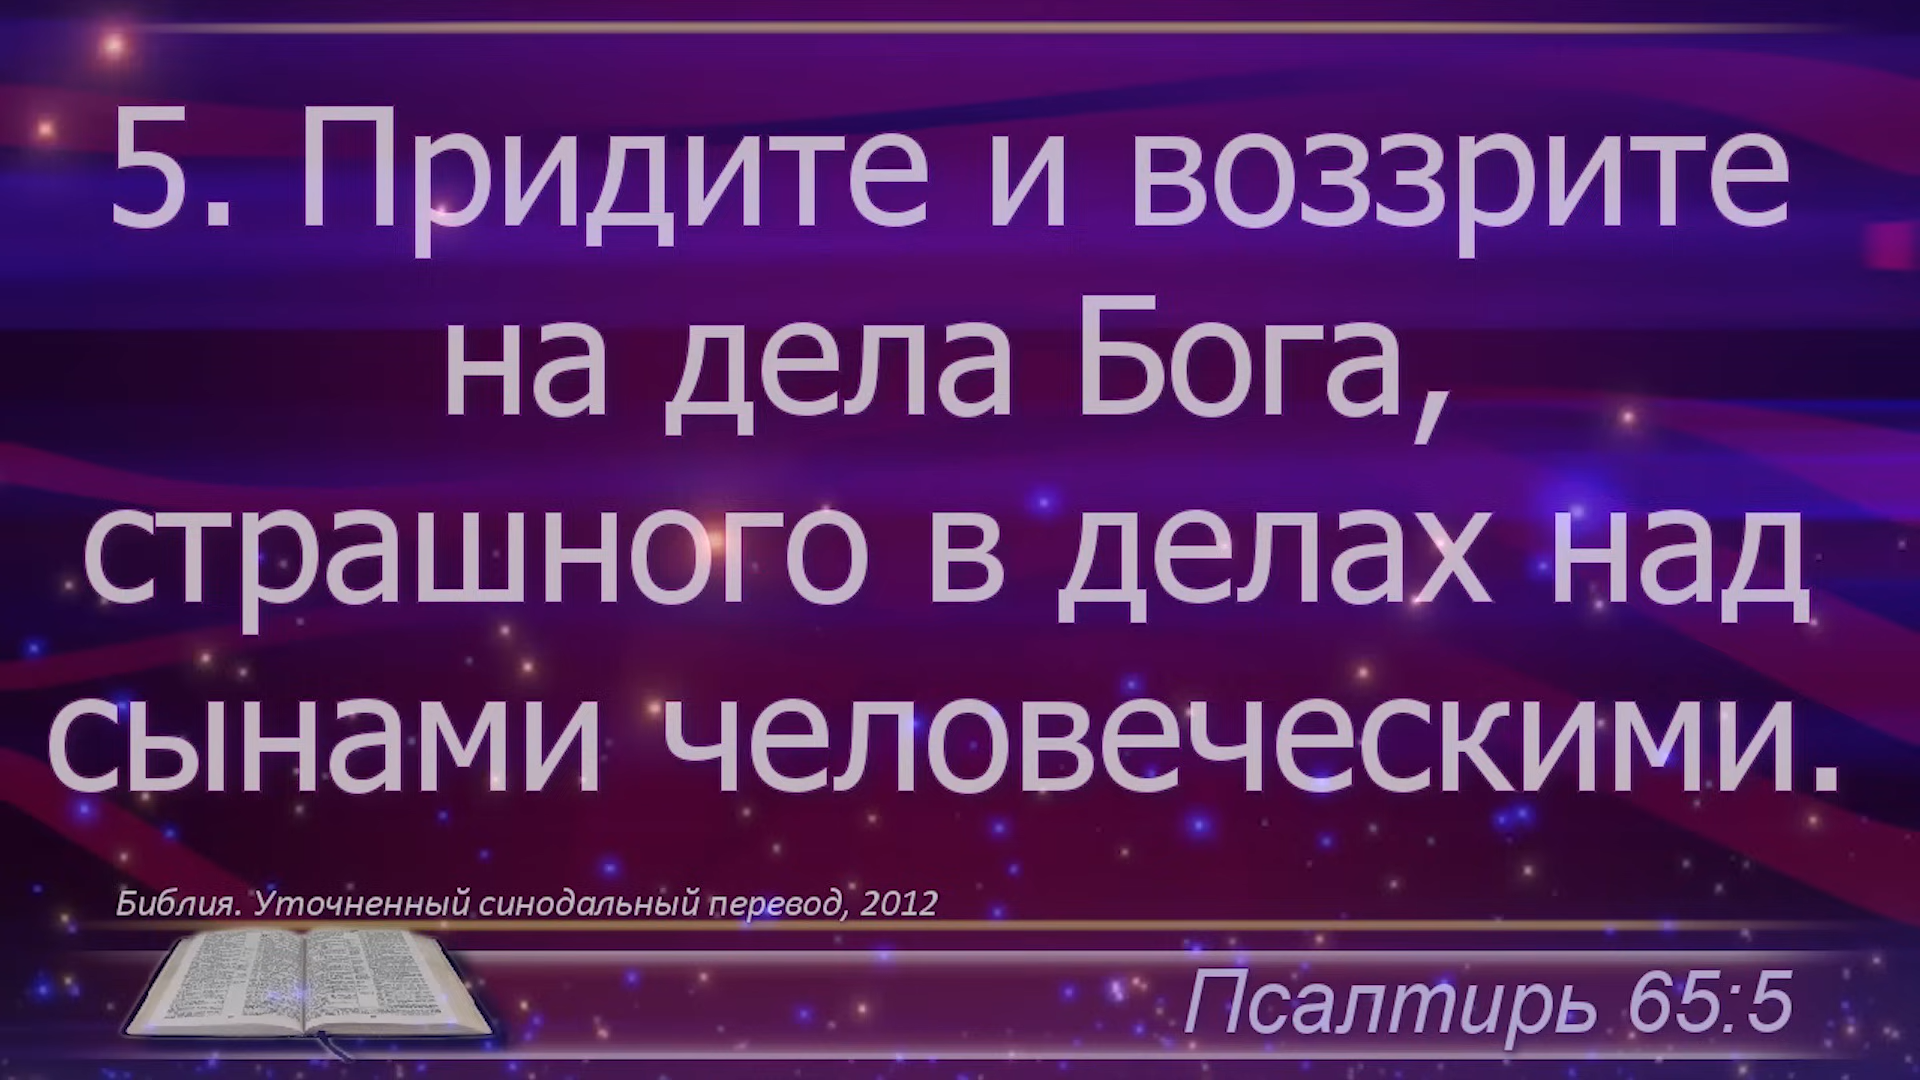 5. Придите и воззрите
на дела Бога,
страшного в делах над
сынами человеческими.
Библия. Уточненный синодальный перевод, 2012
Псалтирь 65:5